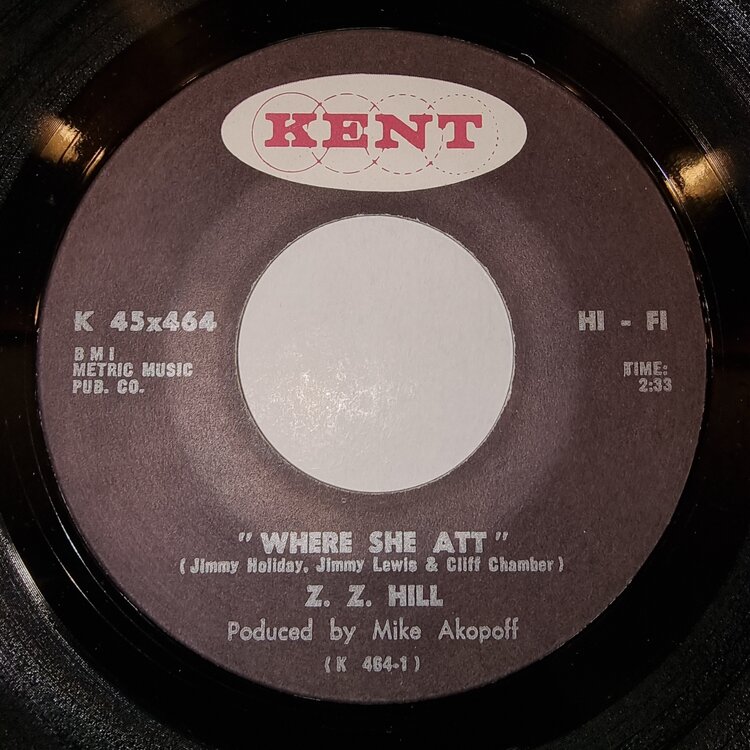 KENT
K 45x464
HI - FI
BMI
METRIC MUSIC
PUB. CO.
TIME:
2:33
"WHERE SHE ATT"
(Jimmy Holiday, Jimmy Lewis & Cliff Chamber)
Z. Z. HILL
Poduced by Mike Akopoff
(K 464-1)